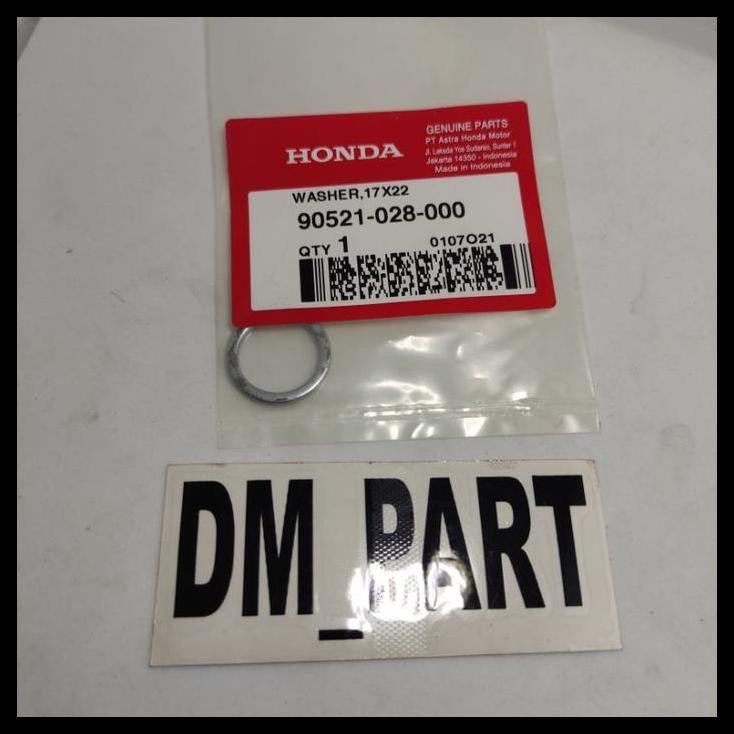 HONDA
GENUINE PARTS
PT Astra Honda Motor
Jl. Laksda Yos Sudarso, Sunter 1
Jakarta 14350 - Indonesia
Made in Indonesia
WASHER,17X22
90521-028-000
QTY 1 0107O21
DM_PART